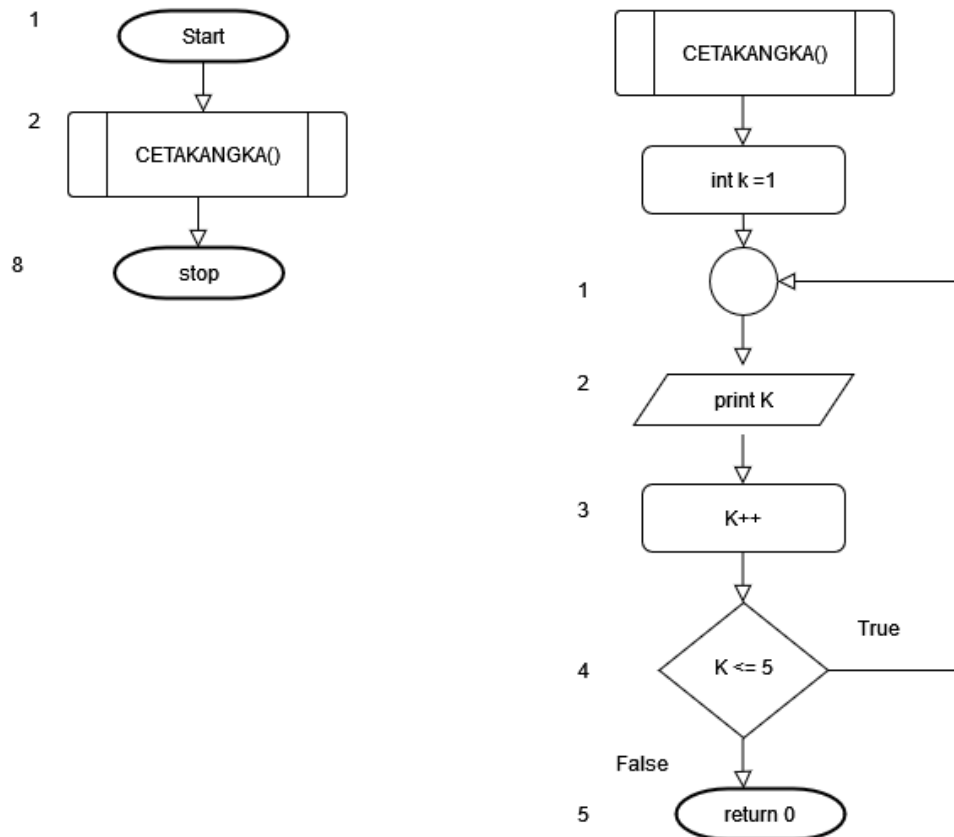 1
Start
2
CETAKANGKA()
8
stop
CETAKANGKA()
int k =1
1
2
print K
3
K++
4
K <= 5
True
False
5
return 0